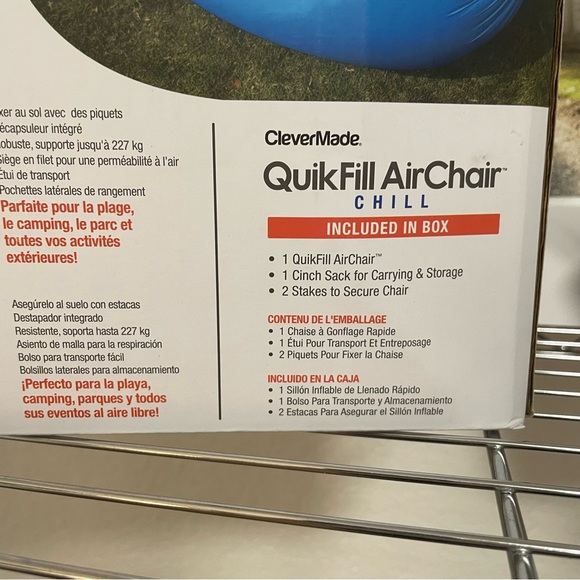 au sol avec des piquets
intégré
supporte jusqu'à 227 kg
en filet pour une perméabilité à l'air
de transport
Pochettes latérales de rangement
Parfaite pour la plage,
le camping, le parc et
toutes vos activités
extérieures!
Asegúrelo al suelo con estacas
Destapador integrado
Resistente, soporta hasta 227 kg
Asiento de malla para la respiración
Bolso para transporte fácil
Bolsillos laterales para almacenamiento
¡Perfecto para la playa,
camping, parques y todos
sus eventos al aire libre!
CleverMade®
QuikFill AirChair™
CHILL
INCLUDED IN BOX
• 1 QuikFill AirChair™
• 1 Cinch Sack for Carrying & Storage
• 2 Stakes to Secure Chair
CONTENU DE L'EMBALLAGE
• 1 Chaise à Gonflage Rapide
• 1 Étui Pour Transport Et Entreposage
• 2 Piquets Pour Fixer la Chaise
INCLUIDO EN LA CAJA
• 1 Sillón Inflable de Llenado Rápido
• 1 Bolso Para Transporte y Almacenamiento
• 2 Estacas Para Asegurar el Sillón Inflable